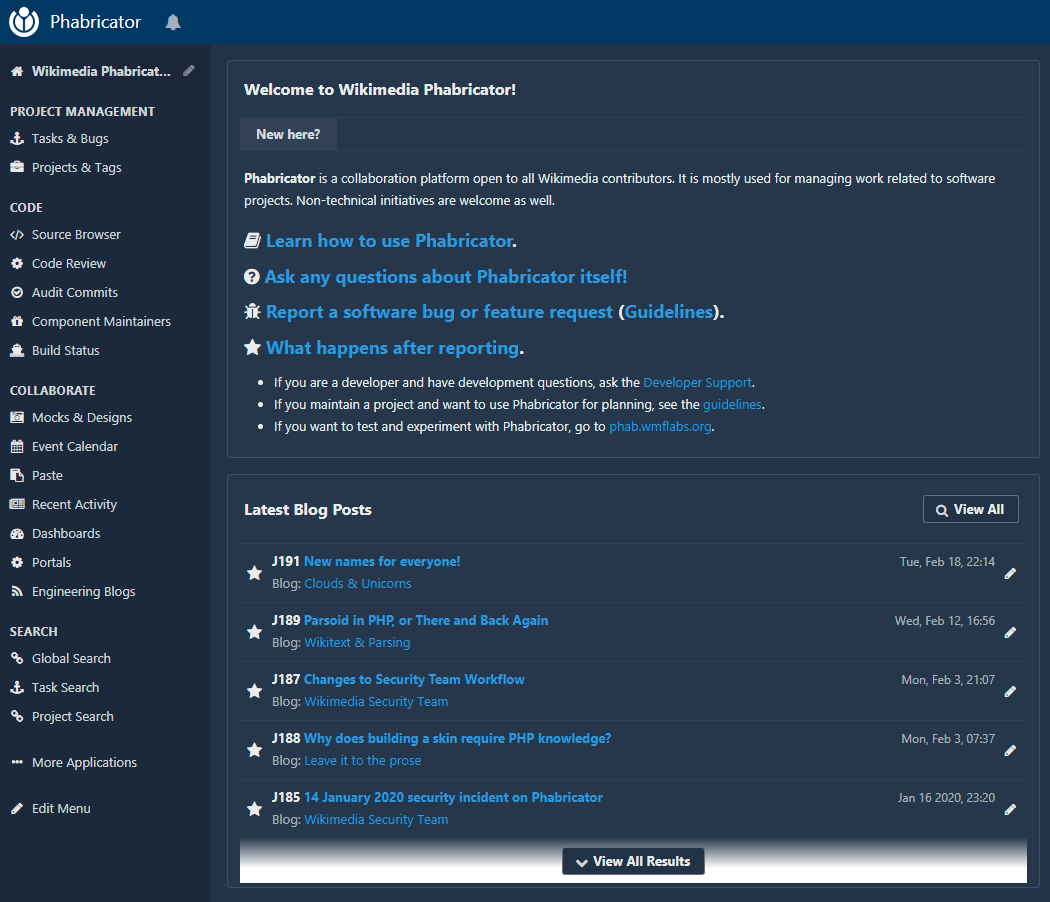 Phabricator
Wikimedia Phabricat...
PROJECT MANAGEMENT
Tasks & Bugs
Projects & Tags
CODE
Source Browser
Code Review
Audit Commits
Component Maintainers
Build Status
COLLABORATE
Mocks & Designs
Event Calendar
Paste
Recent Activity
Dashboards
Portals
Engineering Blogs
SEARCH
Global Search
Task Search
Project Search
More Applications
Edit Menu
Welcome to Wikimedia Phabricator!
New here?
Phabricator is a collaboration platform open to all Wikimedia contributors. It is mostly used for managing work related to software
projects. Non-technical initiatives are welcome as well.
Learn how to use Phabricator.
Ask any questions about Phabricator itself!
Report a software bug or feature request (Guidelines).
What happens after reporting.
• If you are a developer and have development questions, ask the Developer Support.
• If you maintain a project and want to use Phabricator for planning, see the guidelines.
• If you want to test and experiment with Phabricator, go to phab.wmflabs.org.
Latest Blog Posts
View All
J191 New names for everyone!
Tue, Feb 18, 22:14
Blog: Clouds & Unicorns
J189 Parsoid in PHP, or There and Back Again
Wed, Feb 12, 16:56
Blog: Wikitext & Parsing
J187 Changes to Security Team Workflow
Mon, Feb 3, 21:07
Blog: Wikimedia Security Team
J188 Why does building a skin require PHP knowledge?
Mon, Feb 3, 07:37
Blog: Leave it to the prose
J185 14 January 2020 security incident on Phabricator
Jan 16 2020, 23:20
Blog: Wikimedia Security Team
View All Results